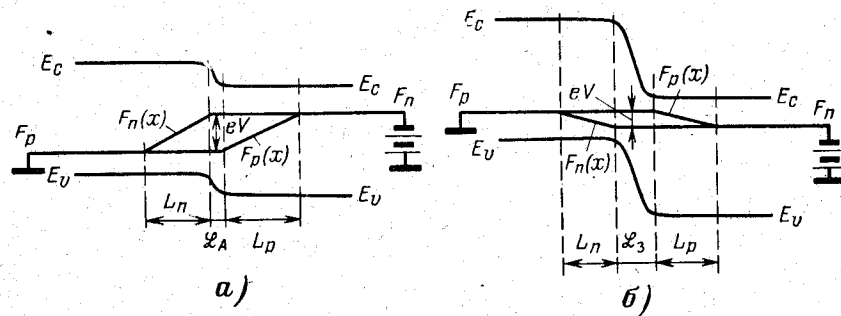 E_c
E_c
F_n
F_n(x)
eV
F_p(x)
F_p
E_v
E_v
L_n
ℒ_A
L_p
а)
E_c
F_p(x)
eV
E_c
F_p
F_n
E_v
F_n(x)
E_v
L_n
ℒ_з
L_p
б)